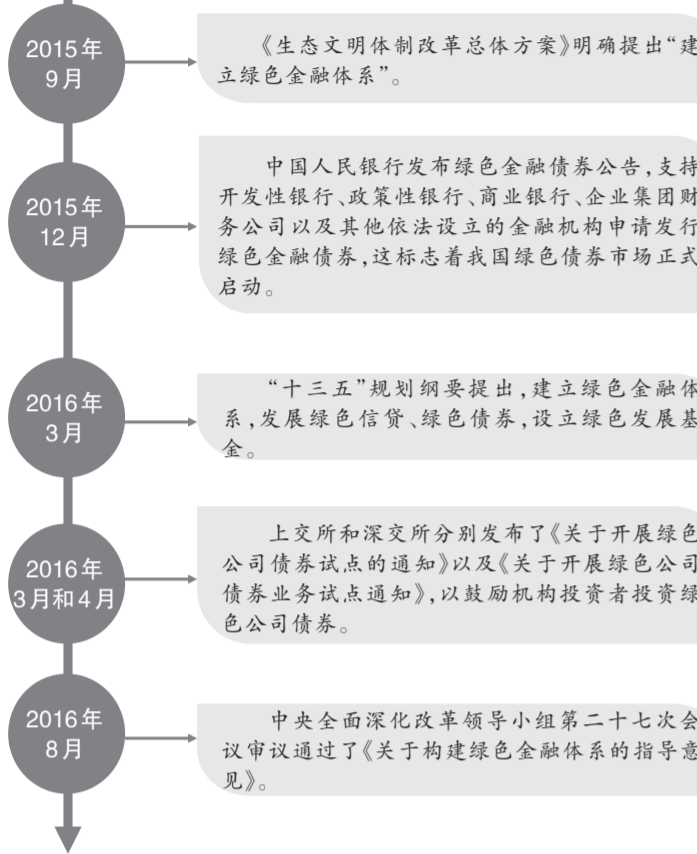 2015年
9月
《生态文明体制改革总体方案》明确提出“建
立绿色金融体系”。
2015年
12月
中国人民银行发布绿色金融债券公告,支持
开发性银行、政策性银行、商业银行、企业集团财
务公司以及其他依法设立的金融机构申请发行
绿色金融债券,这标志着我国绿色债券市场正式
启动。
2016年
3月
“十三五”规划纲要提出,建立绿色金融体
系,发展绿色信贷、绿色债券,设立绿色发展基
金。
2016年
3月和4月
上交所和深交所分别发布了《关于开展绿色
公司债券试点的通知》以及《关于开展绿色公司
债券业务试点通知》,以鼓励机构投资者投资绿
色公司债券。
2016年
8月
中央全面深化改革领导小组第二十七次会
议审议通过了《关于构建绿色金融体系的指导意
见》。